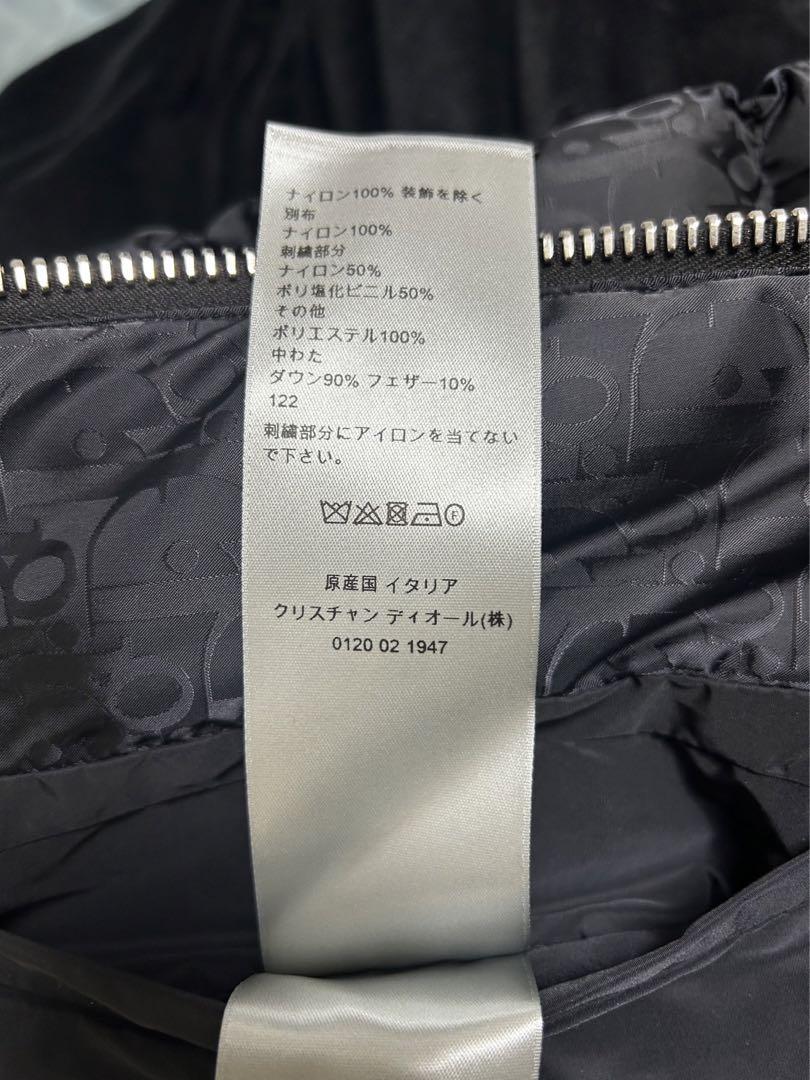 ナイロン100% 装飾を除く
別布
ナイロン100%
刺繍部分
ナイロン50%
ポリ塩化ビニル50%
その他
ポリエステル100%
中わた
ダウン90% フェザー10%
122
刺繍部分にアイロンを当てない
で下さい。
F
原産国 イタリア
クリスチャン ディオール(株)
0120 02 1947